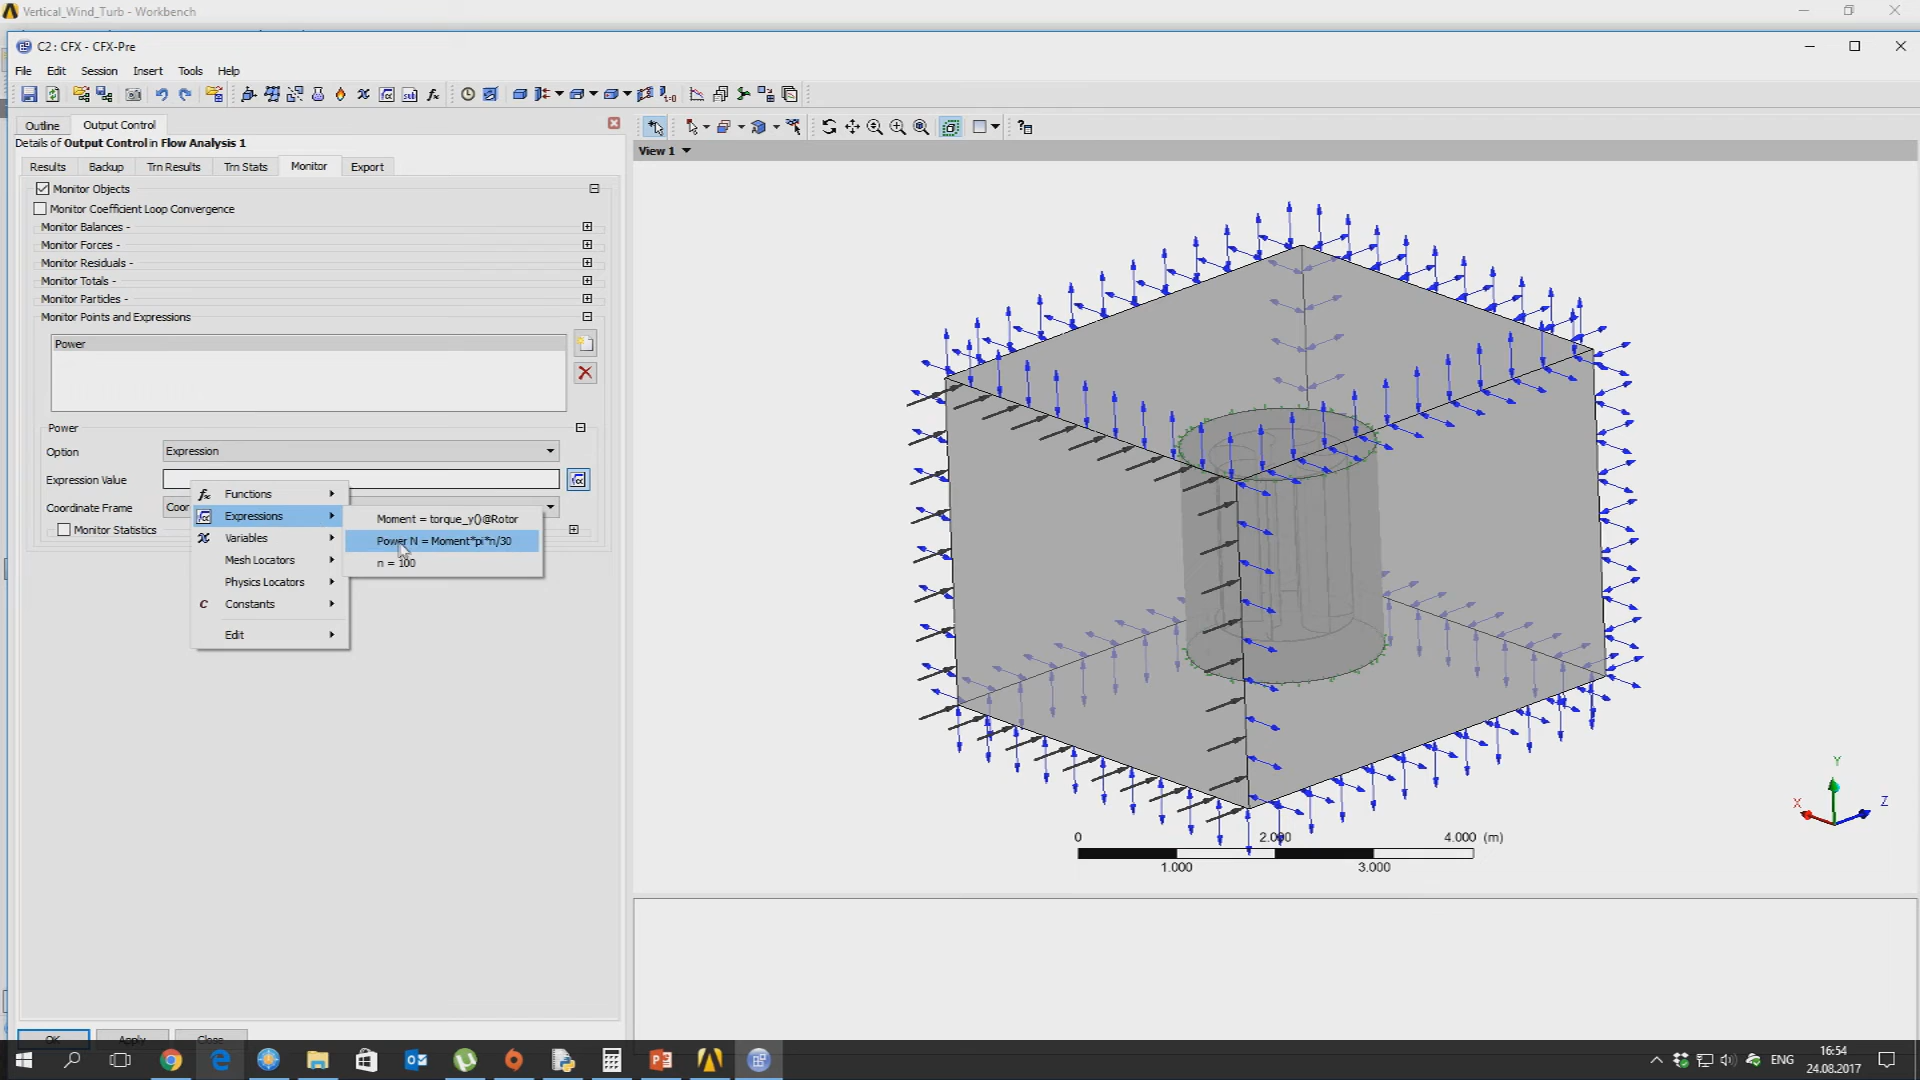 Vertical_Wind_Turb - Workbench
C2 : CFX - CFX-Pre
File Edit Session Insert Tools Help
Outline Output Control
Details of Output Control in Flow Analysis 1
Results Backup Trn Results Trn Stats Monitor Export
Monitor Objects
Monitor Coefficient Loop Convergence
Monitor Balances -
Monitor Forces -
Monitor Residuals -
Monitor Totals -
Monitor Particles -
Monitor Points and Expressions
Power
Power
Option Expression
Expression Value
Coordinate Frame Coor
Monitor Statistics
Functions
Expressions
Variables
Mesh Locators
Physics Locators
Constants
Edit
Moment = torque_y()@Rotor
Power N = Moment*pi*n/30
n = 100
OK Apply Close
View 1
0 2.000 4.000 (m)
1.000 3.000
Y
X
Z
ENG
16:54
24.08.2017